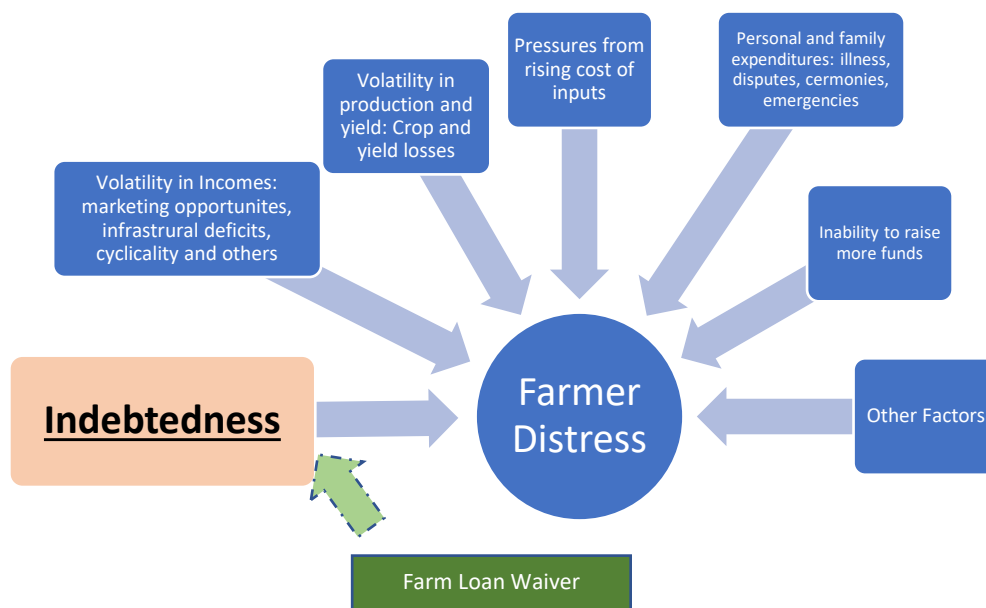 Pressures from
rising cost of
inputs
Personal and family
expenditures: illness,
disputes, cermonies,
emergencies
Volatility in
production and
yield: Crop and
yield losses
Volatility in Incomes:
marketing opportunites,
infrastrural deficits,
cyclicality and others
Inability to raise
more funds
Indebtedness
Farmer
Distress
Other Factors
Farm Loan Waiver